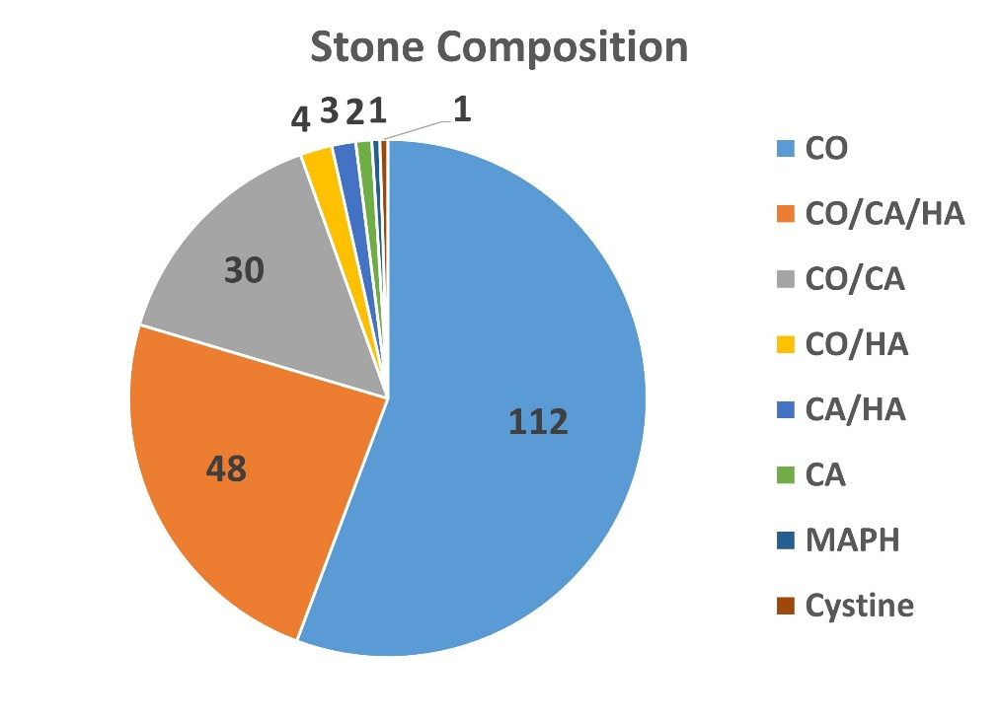 Stone Composition
4 3 2 1 1
30
112
48
CO
CO/CA/HA
CO/CA
CO/HA
CA/HA
CA
MAPH
Cystine